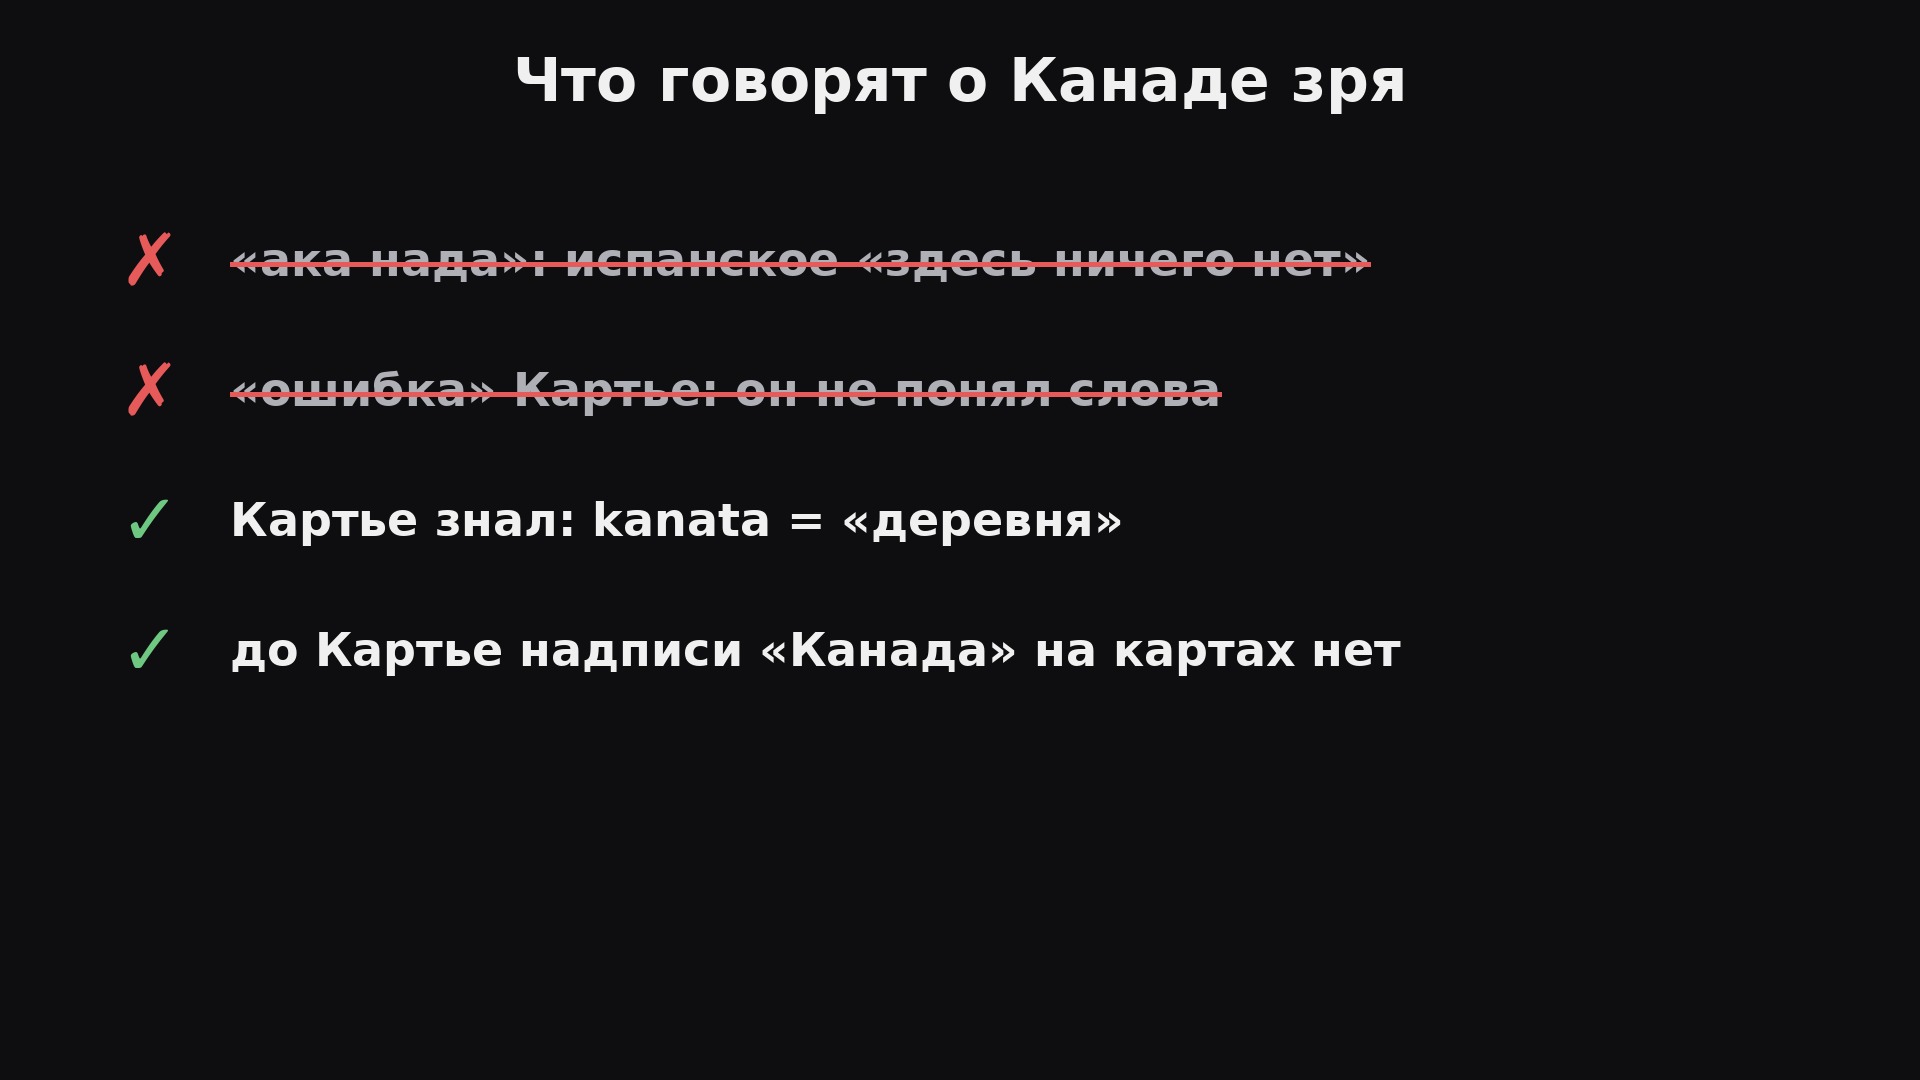 Что говорят о Канаде зря
✗ «ака нада»: испанское «здесь ничего нет»
✗ «ошибка» Картье: он не понял слова
✓ Картье знал: kanata = «деревня»
✓ до Картье надписи «Канада» на картах нет